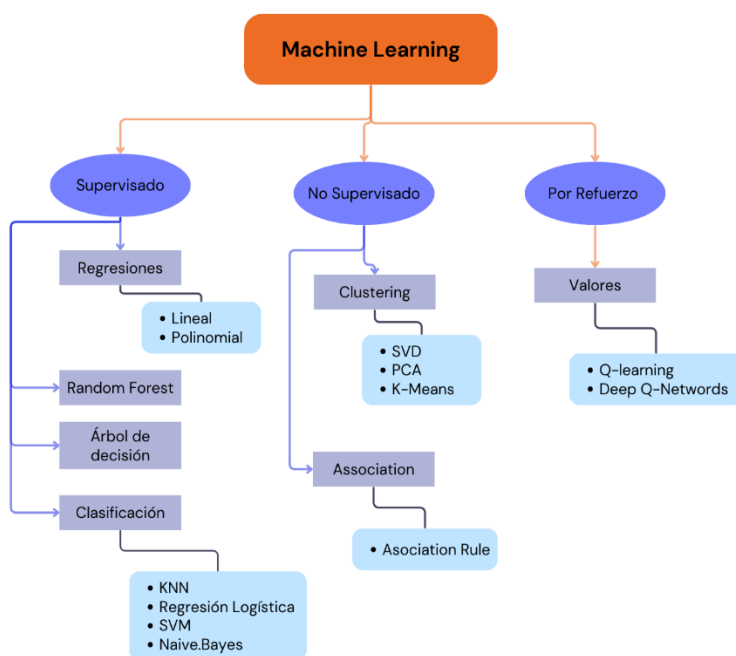 Machine Learning
Supervisado
No Supervisado
Por Refuerzo
Regresiones
• Lineal
• Polinomial
Random Forest
Árbol de
decisión
Clasificación
• KNN
• Regresión Logística
• SVM
• Naive.Bayes
Clustering
• SVD
• PCA
• K-Means
Association
• Asociation Rule
Valores
• Q-learning
• Deep Q-Networds